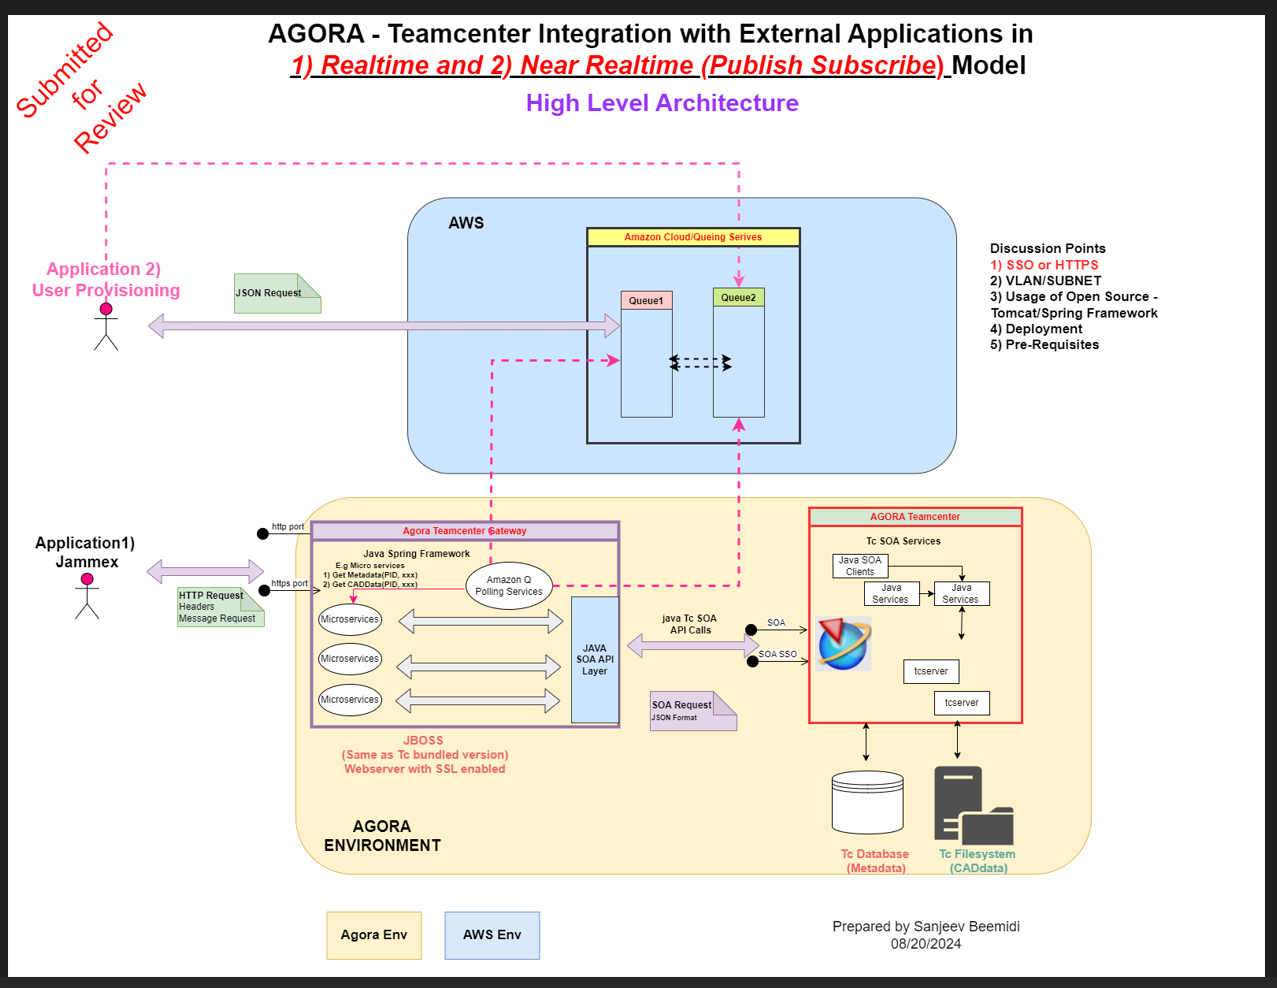 Submitted
for
Review
AGORA - Teamcenter Integration with External Applications in
1) Realtime and 2) Near Realtime (Publish Subscribe) Model
High Level Architecture
AWS
Amazon Cloud/Queing Serives
Queue1
Queue2
Application 2)
User Provisioning
JSON Request
Discussion Points
1) SSO or HTTPS
2) VLAN/SUBNET
3) Usage of Open Source -
Tomcat/Spring Framework
4) Deployment
5) Pre-Requisites
Application1)
Jammex
http port
https port
HTTP Request
Headers
Message Request
Agora Teamcenter Gateway
Java Spring Framework
E.g Micro services
1) Get Metadata(PID, xxx)
2) Get CADData(PID, xxx)
Amazon Q
Polling Services
Microservices
Microservices
Microservices
JAVA
SOA API
Layer
JBOSS
(Same as Tc bundled version)
Webserver with SSL enabled
java Tc SOA
API Calls
SOA
SOA SSO
SOA Request
JSON Format
AGORA Teamcenter
Tc SOA Services
Java SOA
Clients
Java
Services
Java
Services
tcserver
tcserver
AGORA
ENVIRONMENT
Tc Database
(Metadata)
Tc Filesystem
(CADdata)
Agora Env
AWS Env
Prepared by Sanjeev Beemidi
08/20/2024